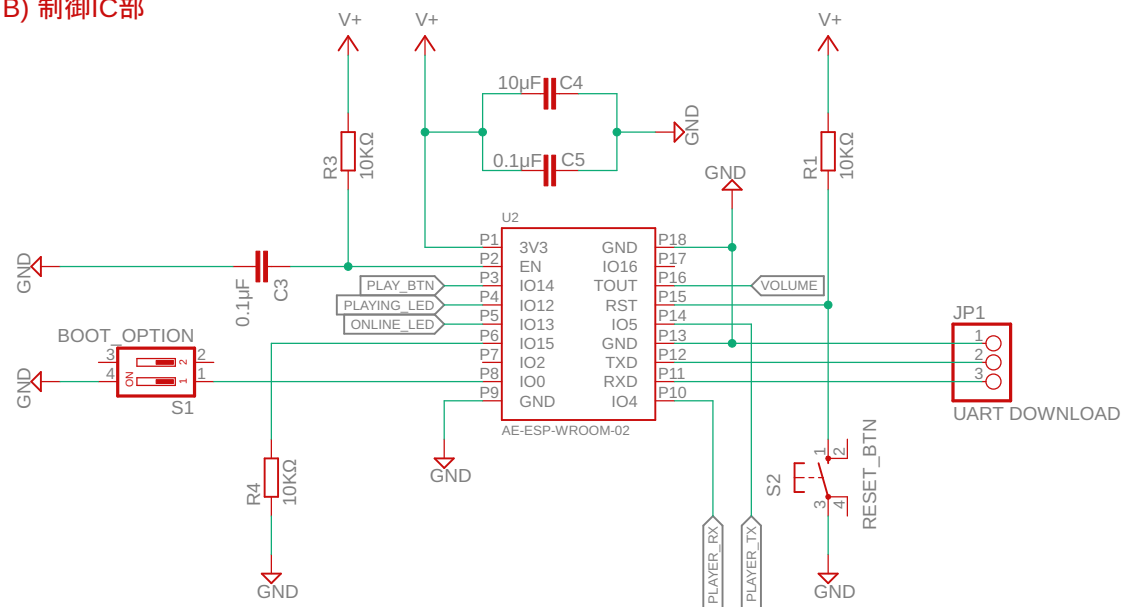 B) 制御IC部
V+
V+
V+
10µF
C4
0.1µF
C5
GND
R3
10KΩ
R1
10KΩ
GND
U2
P1
3V3
GND
P18
P2
EN
IO16
P17
P3
IO14
TOUT
P16
P4
IO12
RST
P15
P5
IO13
IO5
P14
P6
IO15
GND
P13
P7
IO2
TXD
P12
P8
IO0
RXD
P11
P9
GND
IO4
P10
AE-ESP-WROOM-02
PLAY_BTN
PLAYING_LED
ONLINE_LED
VOLUME
GND
0.1µF
C3
BOOT_OPTION
3
2
2
4
ON
1
1
S1
GND
JP1
1
2
3
UART DOWNLOAD
GND
R4
10KΩ
GND
PLAYER_RX
PLAYER_TX
S2
1
2
3
4
RESET_BTN
GND